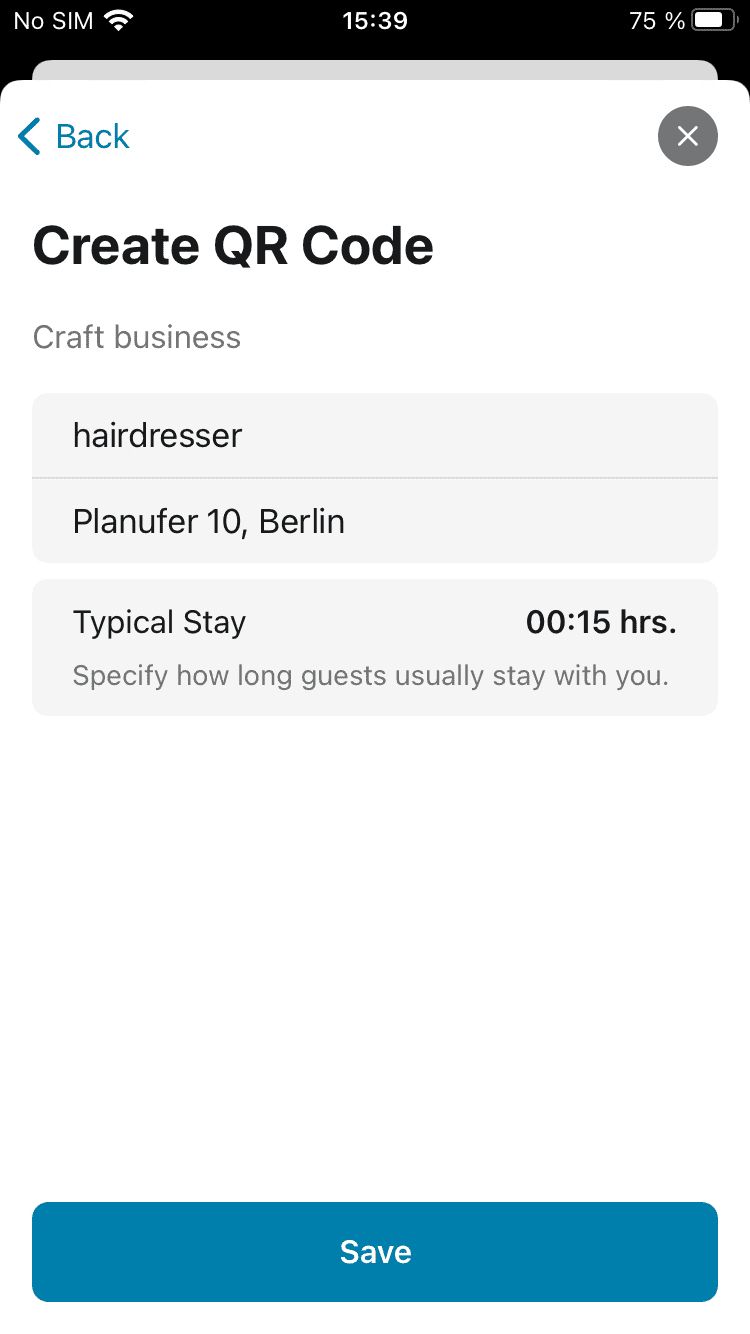 No SIM 15:39 75 %
Back
Create QR Code
Craft business
hairdresser
Planufer 10, Berlin
Typical Stay 00:15 hrs.
Specify how long guests usually stay with you.
Save